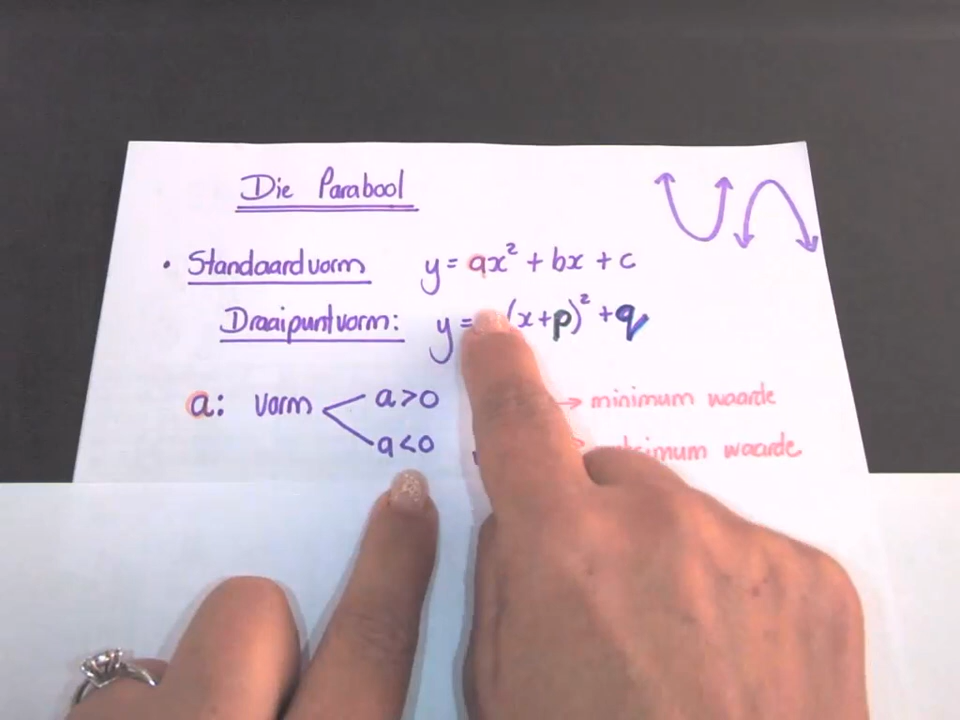 Die Parabool
• Standaardvorm y = ax² + bx + c
Draaipuntvorm: y = (x+p)² + q
a: vorm a>0 → minimum waarde
a<0 waarde